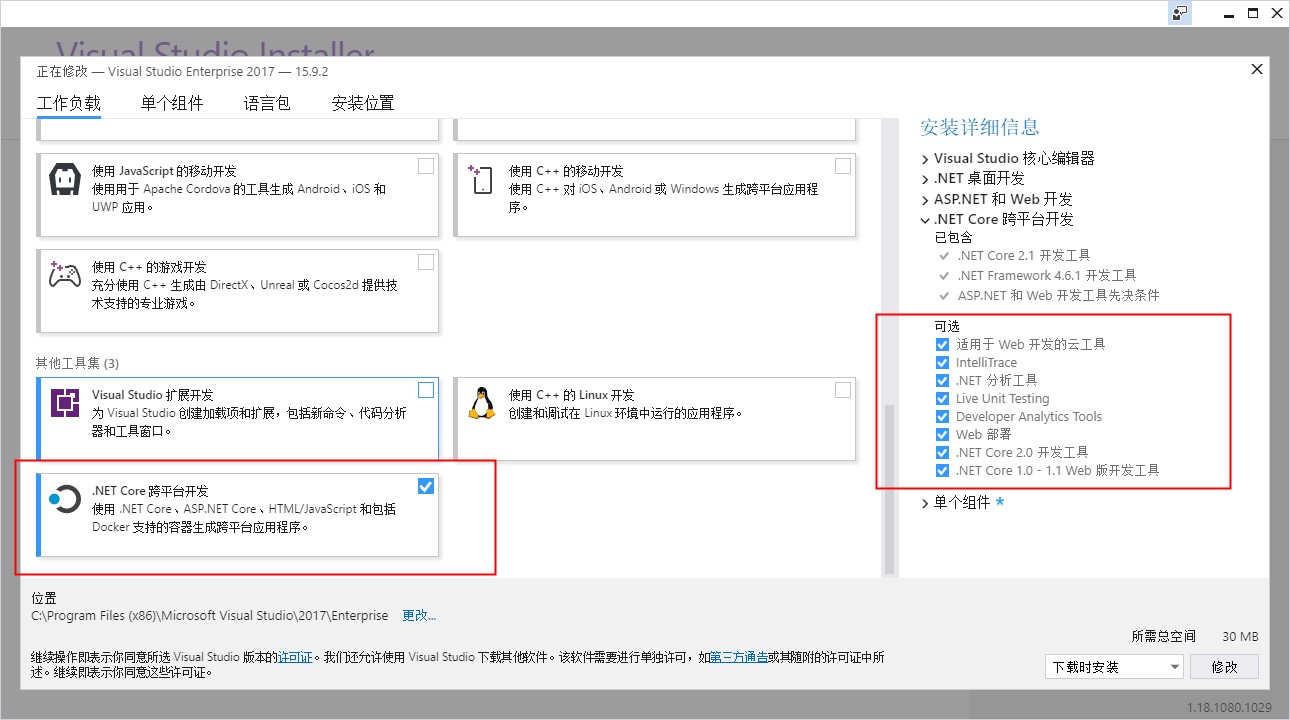 Visual Studio Installer
正在修改 — Visual Studio Enterprise 2017 — 15.9.2
工作负载 单个组件 语言包 安装位置
使用 JavaScript 的移动开发
使用用于 Apache Cordova 的工具生成 Android、iOS 和
UWP 应用。
使用 C++ 的移动开发
使用 C++ 对 iOS、Android 或 Windows 生成跨平台应用程
序。
使用 C++ 的游戏开发
充分使用 C++ 生成由 DirectX、Unreal 或 Cocos2d 提供技
术支持的专业游戏。
其他工具集 (3)
Visual Studio 扩展开发
为 Visual Studio 创建加载项和扩展，包括新命令、代码分析
器和工具窗口。
使用 C++ 的 Linux 开发
创建和调试在 Linux 环境中运行的应用程序。
.NET Core 跨平台开发
使用 .NET Core、ASP.NET Core、HTML/JavaScript 和包括
Docker 支持的容器生成跨平台应用程序。
安装详细信息
Visual Studio 核心编辑器
.NET 桌面开发
ASP.NET 和 Web 开发
.NET Core 跨平台开发
已包含
.NET Core 2.1 开发工具
.NET Framework 4.6.1 开发工具
ASP.NET 和 Web 开发工具先决条件
可选
适用于 Web 开发的云工具
IntelliTrace
.NET 分析工具
Live Unit Testing
Developer Analytics Tools
Web 部署
.NET Core 2.0 开发工具
.NET Core 1.0 - 1.1 Web 版开发工具
单个组件 *
位置
C:\Program Files (x86)\Microsoft Visual Studio\2017\Enterprise 更改...
继续操作即表示你同意所选 Visual Studio 版本的许可证。我们还允许使用 Visual Studio 下载其他软件。该软件需要进行单独许可，如第三方通告或其随附的许可证中所
述。继续即表示你同意这些许可证。
所需总空间 30 MB
下载时安装 修改
1.18.1080.1029